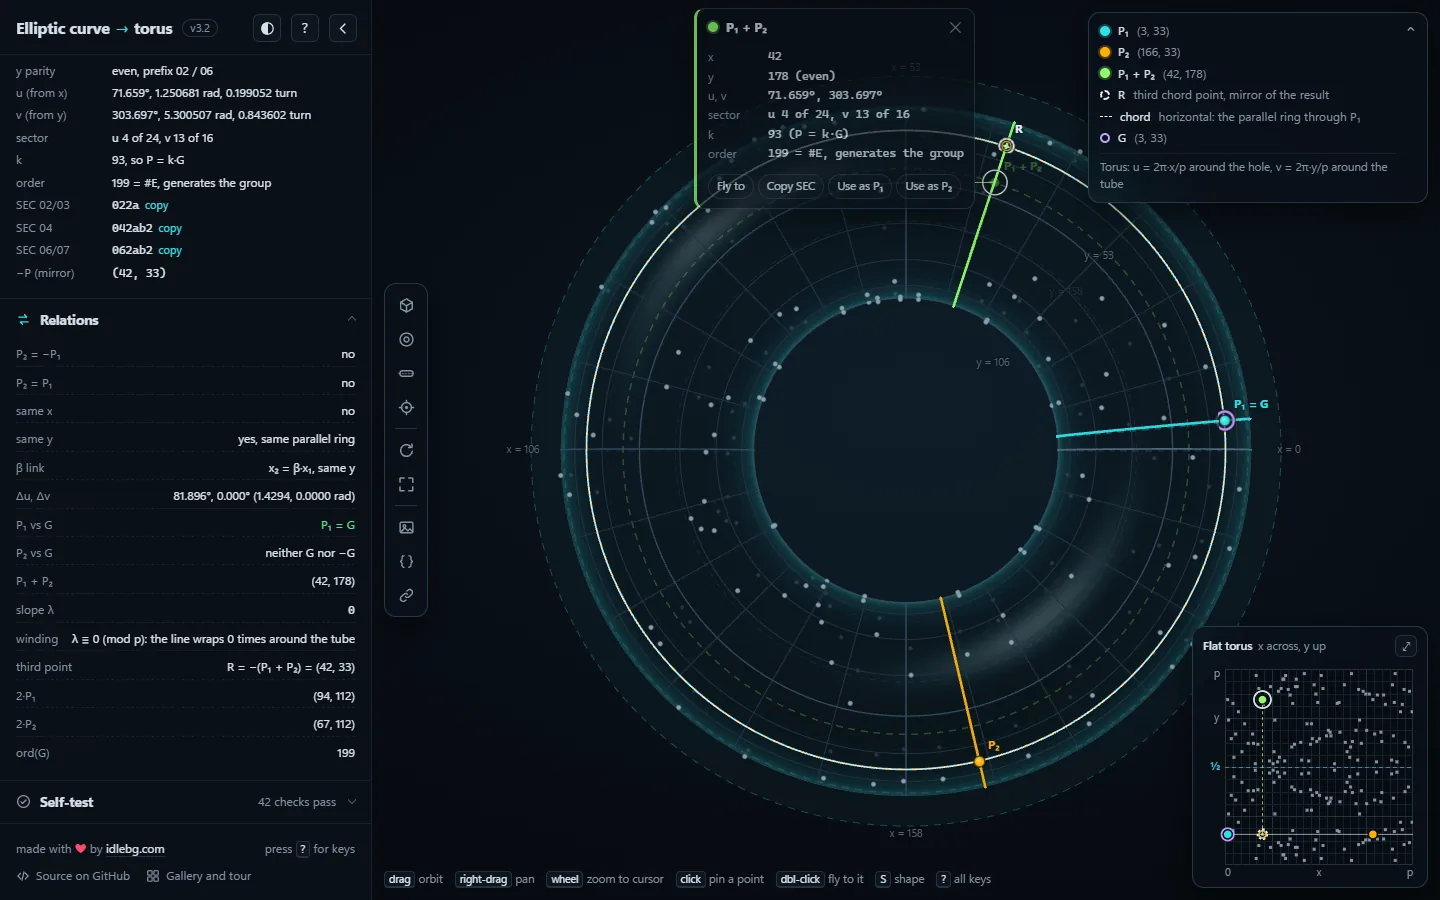 Elliptic curve → torus v3.2 ?
y parity even, prefix 02 / 06
u (from x) 71.659°, 1.250681 rad, 0.199052 turn
v (from y) 303.697°, 5.300507 rad, 0.843602 turn
sector u 4 of 24, v 13 of 16
k 93, so P = k·G
order 199 = #E, generates the group
SEC 02/03 022a copy
SEC 04 042ab2 copy
SEC 06/07 062ab2 copy
−P (mirror) (42, 33)
Relations
P₂ = −P₁ no
P₂ = P₁ no
same x no
same y yes, same parallel ring
β link x₂ = β·x₁, same y
Δu, Δv 81.896°, 0.000° (1.4294, 0.0000 rad)
P₁ vs G P₁ = G
P₂ vs G neither G nor −G
P₁ + P₂ (42, 178)
slope λ 0
winding λ ≡ 0 (mod p): the line wraps 0 times around the tube
third point R = −(P₁ + P₂) = (42, 33)
2·P₁ (94, 112)
2·P₂ (67, 112)
ord(G) 199
Self-test 42 checks pass
made with ❤ by idlebg.com press ? for keys
Source on GitHub Gallery and tour
P₁ + P₂
x 42
y 178 (even)
u, v 71.659°, 303.697°
sector u 4 of 24, v 13 of 16
k 93 (P = k·G)
order 199 = #E, generates the group
Fly to Copy SEC Use as P₁ Use as P₂
x = 53
R
P₁ + P₂
y = 53
y = 158
y = 106
P₁ = G
x = 106
x = 0
P₂
x = 158
P₁ (3, 33)
P₂ (166, 33)
P₁ + P₂ (42, 178)
R third chord point, mirror of the result
chord horizontal: the parallel ring through P₁
G (3, 33)
Torus: u = 2π·x/p around the hole, v = 2π·y/p around the
tube
Flat torus x across, y up
p
y
½
0 x p
drag orbit right-drag pan wheel zoom to cursor click pin a point dbl-click fly to it S shape ? all keys